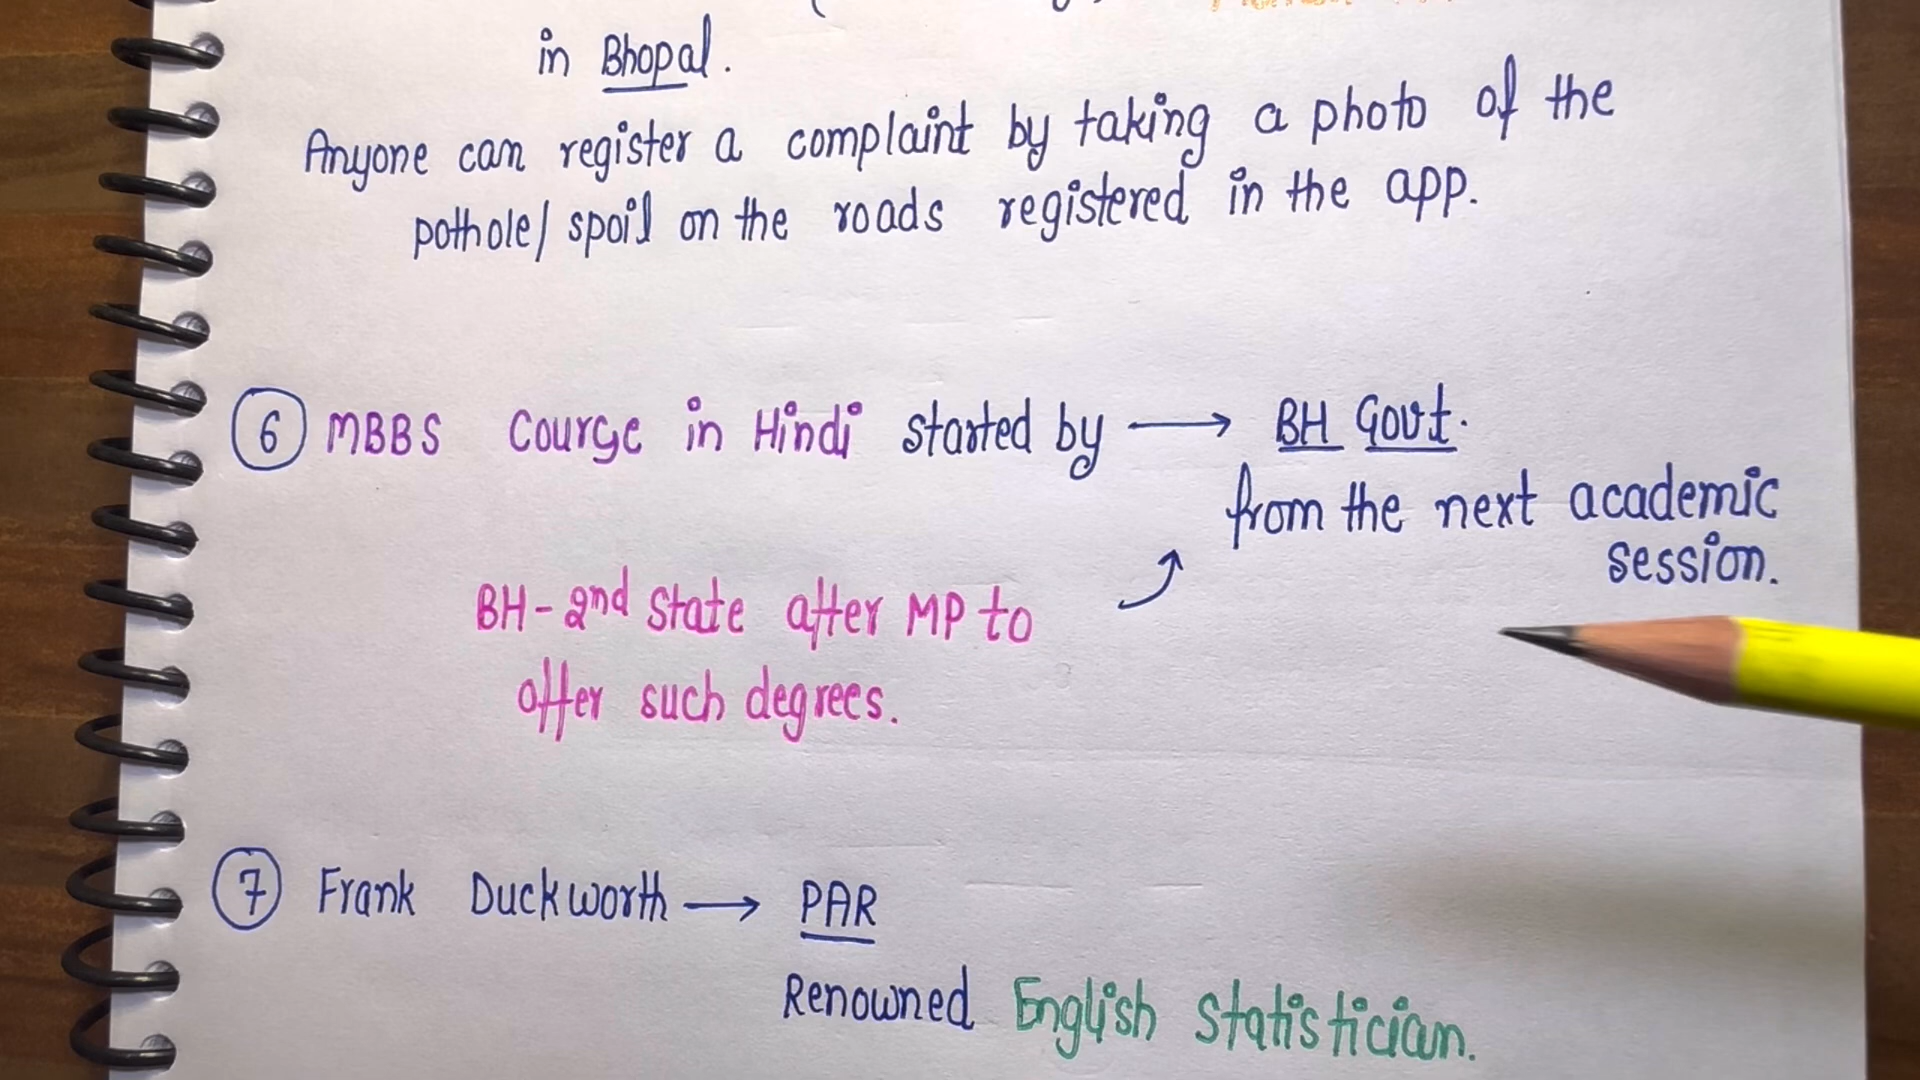 in Bhopal.
Anyone can register a complaint by taking a photo of the
pothole/ spoil on the roads registered in the app.
6 MBBS Courge in Hindi started by → BH Govt.
from the next academic
session.
BH - 2nd state after MP to
offer such degrees.
7 Frank Duckworth → PAR
Renowned English statistician.